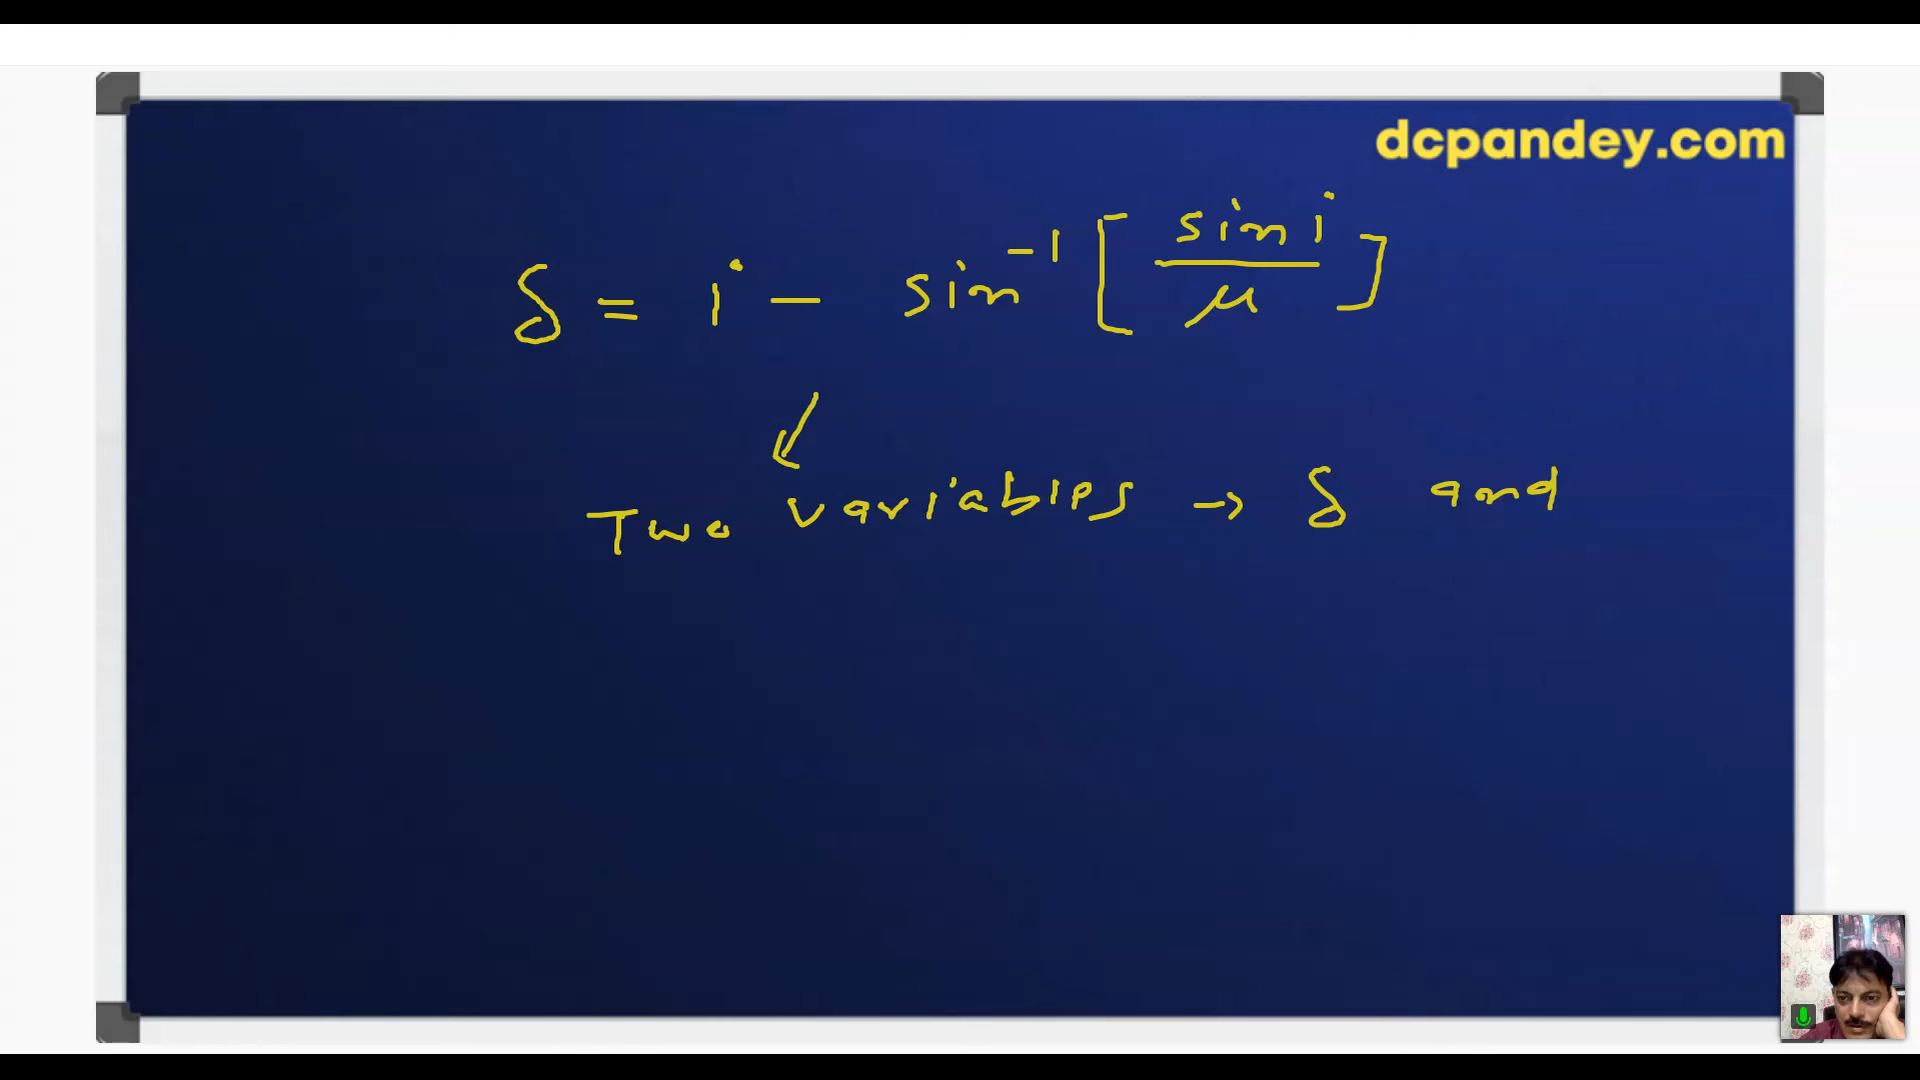 dcpandey.com
δ = i − sin⁻¹ [ sin i / μ ]
Two variables → δ and